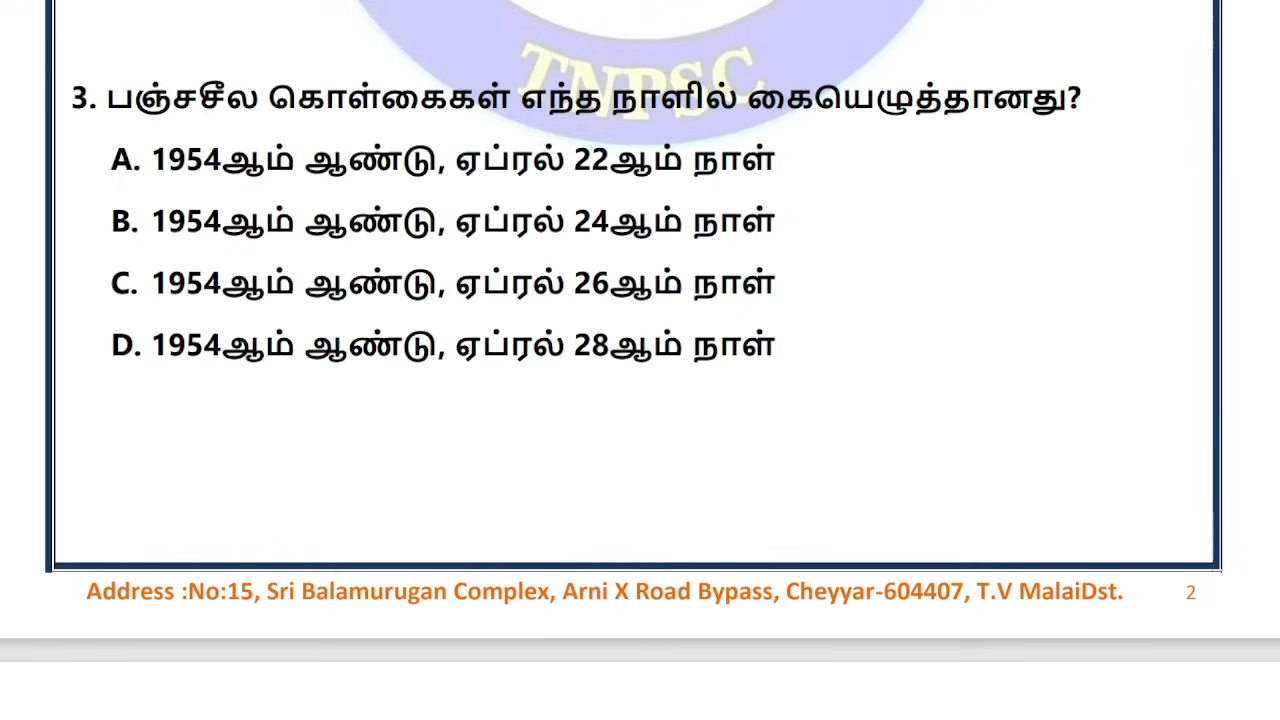 TNPSC
3. பஞ்சசீல கொள்கைகள் எந்த நாளில் கையெழுத்தானது?
A. 1954ஆம் ஆண்டு, ஏப்ரல் 22ஆம் நாள்
B. 1954ஆம் ஆண்டு, ஏப்ரல் 24ஆம் நாள்
C. 1954ஆம் ஆண்டு, ஏப்ரல் 26ஆம் நாள்
D. 1954ஆம் ஆண்டு, ஏப்ரல் 28ஆம் நாள்
Address :No:15, Sri Balamurugan Complex, Arni X Road Bypass, Cheyyar-604407, T.V MalaiDst. 2